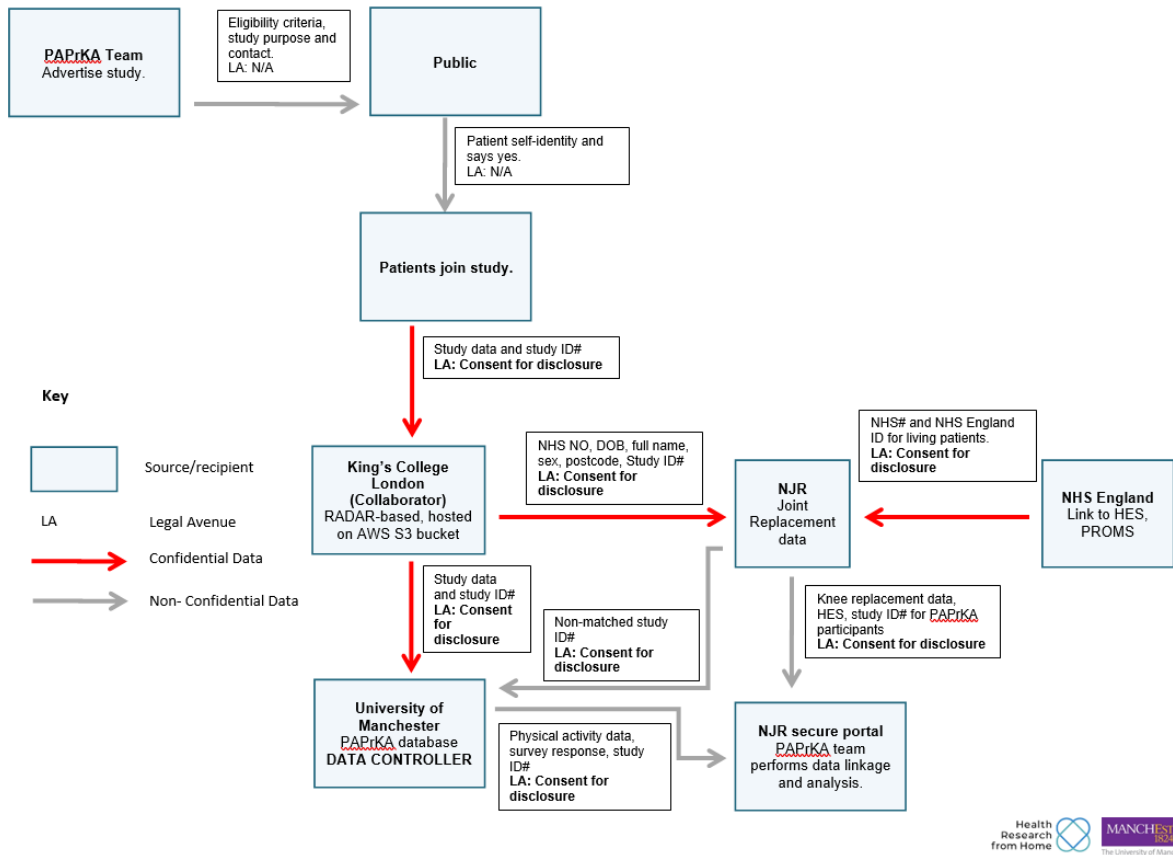 PAPrKA Team
Advertise study.
Eligibility criteria,
study purpose and
contact.
LA: N/A
Public
Patient self-identity and
says yes.
LA: N/A
Patients join study.
Study data and study ID#
LA: Consent for disclosure
Key
Source/recipient
LA
Legal Avenue
Confidential Data
Non- Confidential Data
King's College
London
(Collaborator)
RADAR-based, hosted
on AWS S3 bucket
NHS NO, DOB, full name,
sex, postcode, Study ID#
LA: Consent for
disclosure
NJR
Joint
Replacement
data
NHS# and NHS England
ID for living patients.
LA: Consent for
disclosure
NHS England
Link to HES,
PROMS
Study data
and study ID#
LA: Consent
for
disclosure
Non-matched study
ID#
LA: Consent for
disclosure
Knee replacement data,
HES, study ID# for PAPrKA
participants
LA: Consent for disclosure
University of
Manchester
PAPrKA database
DATA CONTROLLER
Physical activity data,
survey response, study
ID#
LA: Consent for
disclosure
NJR secure portal
PAPrKA team
performs data linkage
and analysis.
Health
Research
from Home
MANCHEST
1824
The University of Man